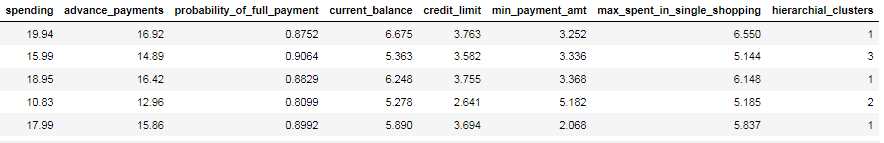 spending advance_payments probability_of_full_payment current_balance credit_limit min_payment_amt max_spent_in_single_shopping hierarchial_clusters
19.94 16.92 0.8752 6.675 3.763 3.252 6.550 1
15.99 14.89 0.9064 5.363 3.582 3.336 5.144 3
18.95 16.42 0.8829 6.248 3.755 3.368 6.148 1
10.83 12.96 0.8099 5.278 2.641 5.182 5.185 2
17.99 15.86 0.8992 5.890 3.694 2.068 5.837 1